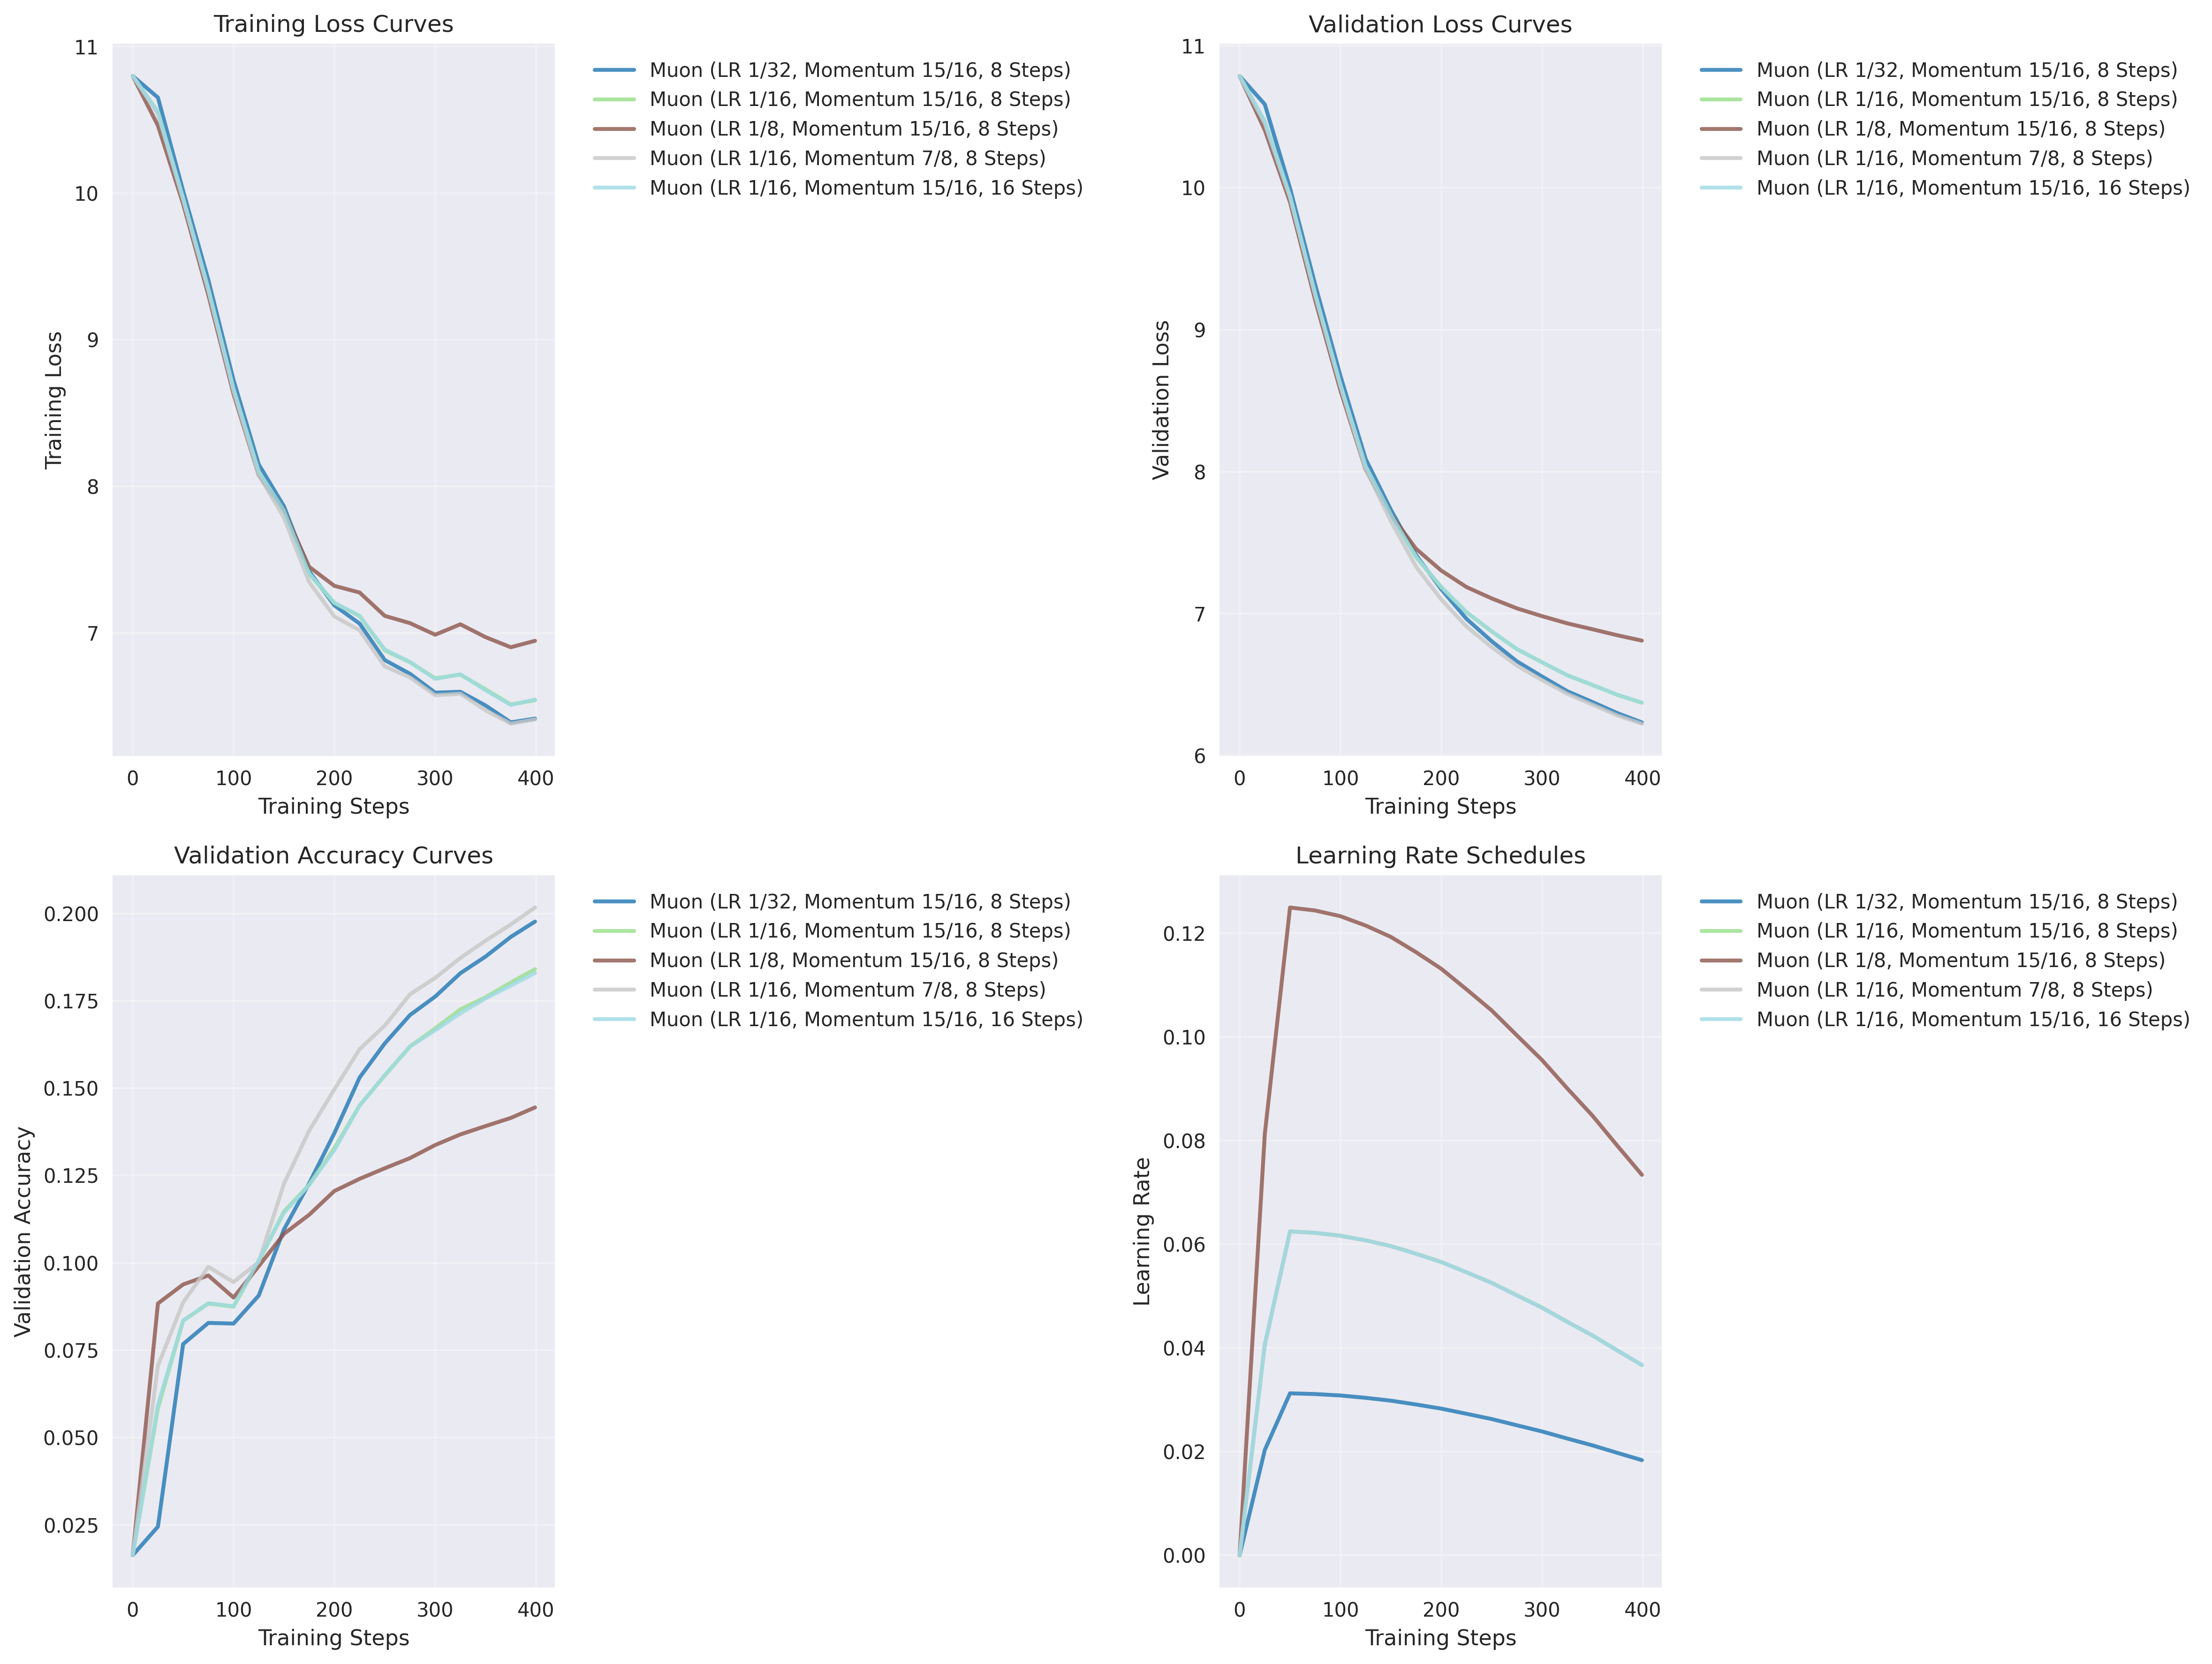 Training Loss Curves
11
10
9
8
7
Training Loss
0 100 200 300 400
Training Steps
Muon (LR 1/32, Momentum 15/16, 8 Steps)
Muon (LR 1/16, Momentum 15/16, 8 Steps)
Muon (LR 1/8, Momentum 15/16, 8 Steps)
Muon (LR 1/16, Momentum 7/8, 8 Steps)
Muon (LR 1/16, Momentum 15/16, 16 Steps)
Validation Loss Curves
11
10
9
8
7
6
Validation Loss
0 100 200 300 400
Training Steps
Muon (LR 1/32, Momentum 15/16, 8 Steps)
Muon (LR 1/16, Momentum 15/16, 8 Steps)
Muon (LR 1/8, Momentum 15/16, 8 Steps)
Muon (LR 1/16, Momentum 7/8, 8 Steps)
Muon (LR 1/16, Momentum 15/16, 16 Steps)
Validation Accuracy Curves
0.200
0.175
0.150
0.125
0.100
0.075
0.050
0.025
Validation Accuracy
0 100 200 300 400
Training Steps
Muon (LR 1/32, Momentum 15/16, 8 Steps)
Muon (LR 1/16, Momentum 15/16, 8 Steps)
Muon (LR 1/8, Momentum 15/16, 8 Steps)
Muon (LR 1/16, Momentum 7/8, 8 Steps)
Muon (LR 1/16, Momentum 15/16, 16 Steps)
Learning Rate Schedules
0.12
0.10
0.08
0.06
0.04
0.02
0.00
Learning Rate
0 100 200 300 400
Training Steps
Muon (LR 1/32, Momentum 15/16, 8 Steps)
Muon (LR 1/16, Momentum 15/16, 8 Steps)
Muon (LR 1/8, Momentum 15/16, 8 Steps)
Muon (LR 1/16, Momentum 7/8, 8 Steps)
Muon (LR 1/16, Momentum 15/16, 16 Steps)